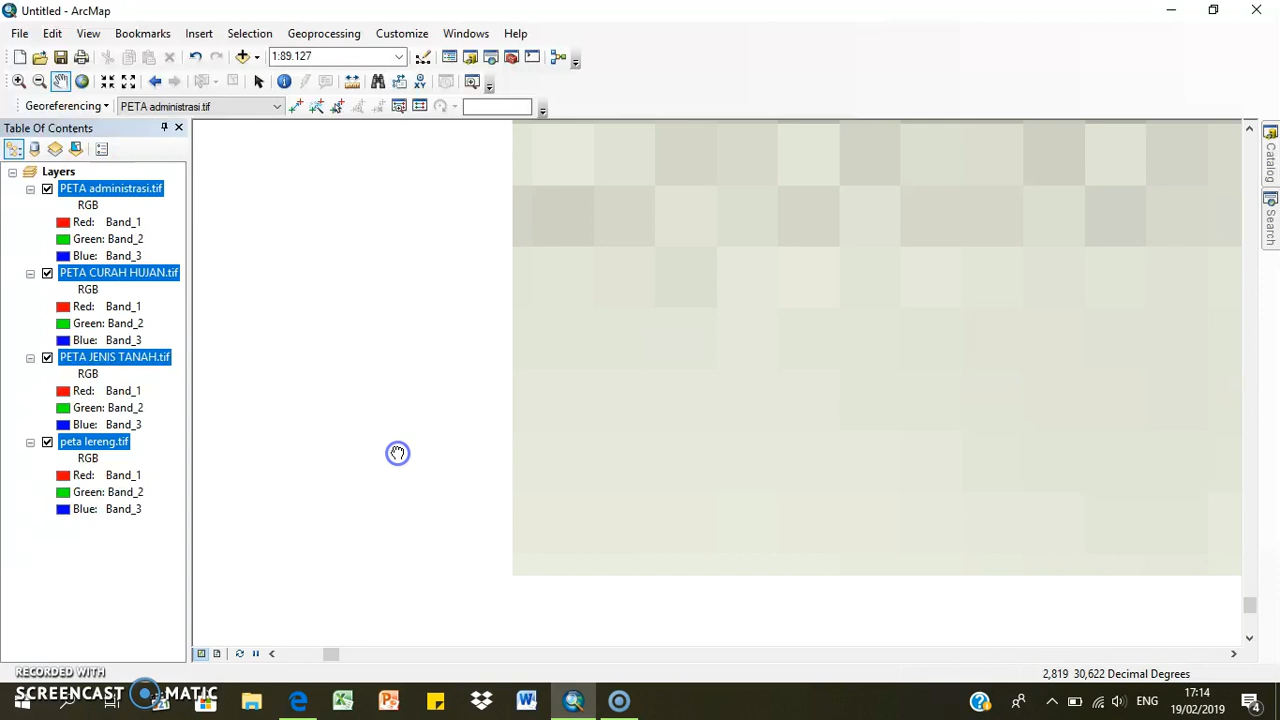 Untitled - ArcMap
File Edit View Bookmarks Insert Selection Geoprocessing Customize Windows Help
1:89.127
Georeferencing PETA administrasi.tif
Table Of Contents
Layers
PETA administrasi.tif
RGB
Red: Band_1
Green: Band_2
Blue: Band_3
PETA CURAH HUJAN.tif
RGB
Red: Band_1
Green: Band_2
Blue: Band_3
PETA JENIS TANAH.tif
RGB
Red: Band_1
Green: Band_2
Blue: Band_3
peta lereng.tif
RGB
Red: Band_1
Green: Band_2
Blue: Band_3
Catalog
Search
2,819 30,622 Decimal Degrees
RECORDED WITH
SCREENCAST MATIC
ENG
17:14
19/02/2019
4